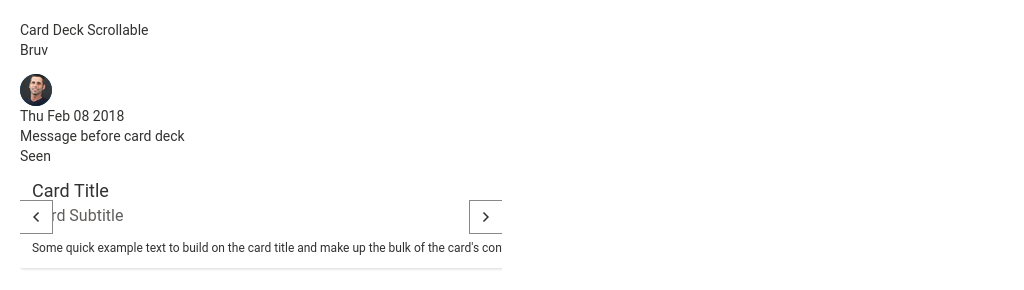 Card Deck Scrollable
Bruv
Thu Feb 08 2018
Message before card deck
Seen
Card Title
rd Subtitle
Some quick example text to build on the card title and make up the bulk of the card's con